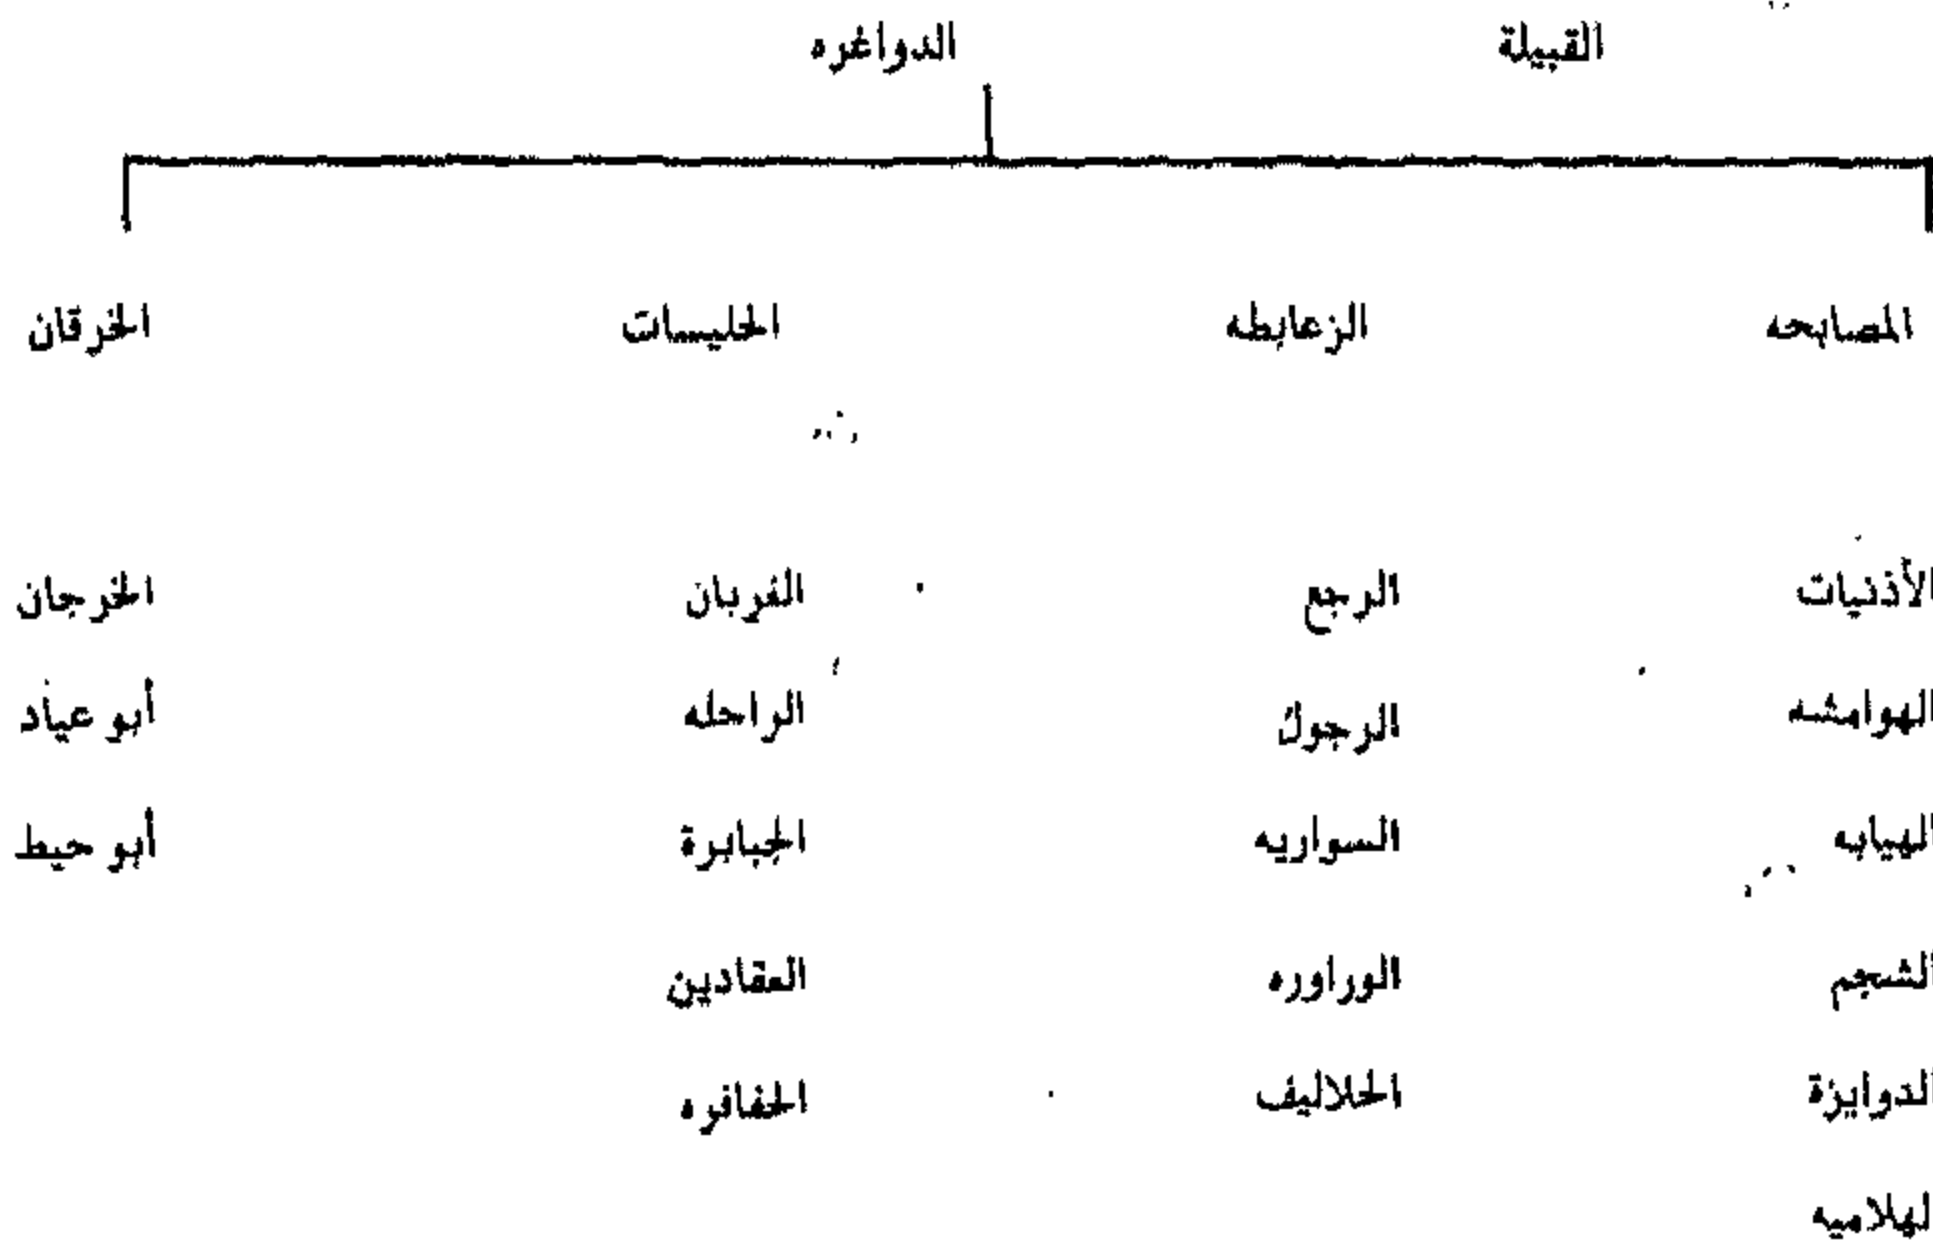 القبيلة الدواغره
المصابحه الزعابطه الحليسات الخرقان
الأذنيات الرجع الغربان الخرجان
الهوامشه الرجول الراحله أبو عياد
الهيابه السواريه الجبابرة أبو حيط
الشجم الوراوره العقادين
الدوايزة الحلاليف الحفافره
الهلاميه